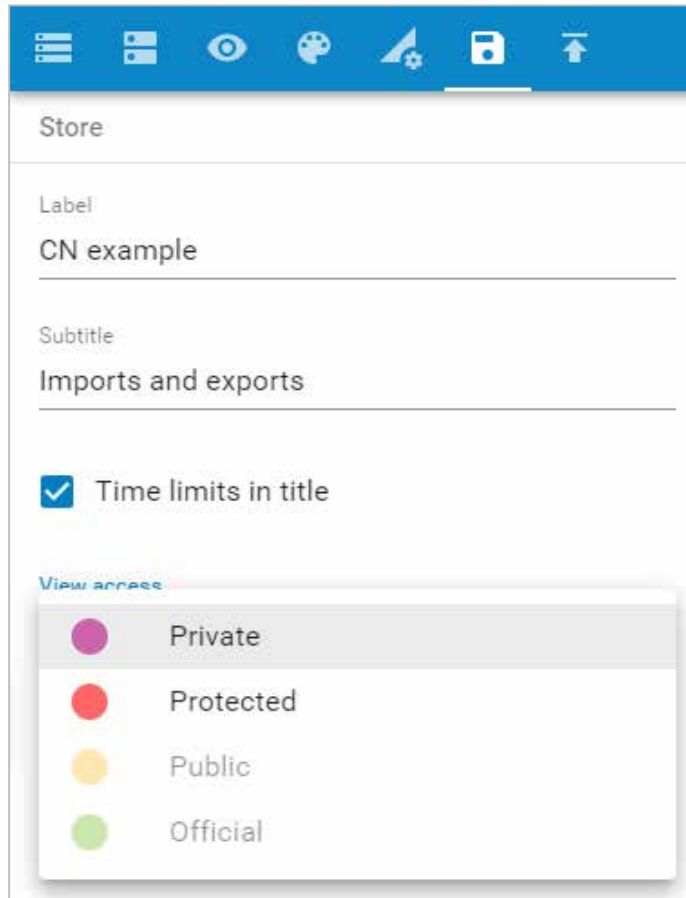 Store
Label
CN example
Subtitle
Imports and exports
Time limits in title
View access
Private
Protected
Public
Official